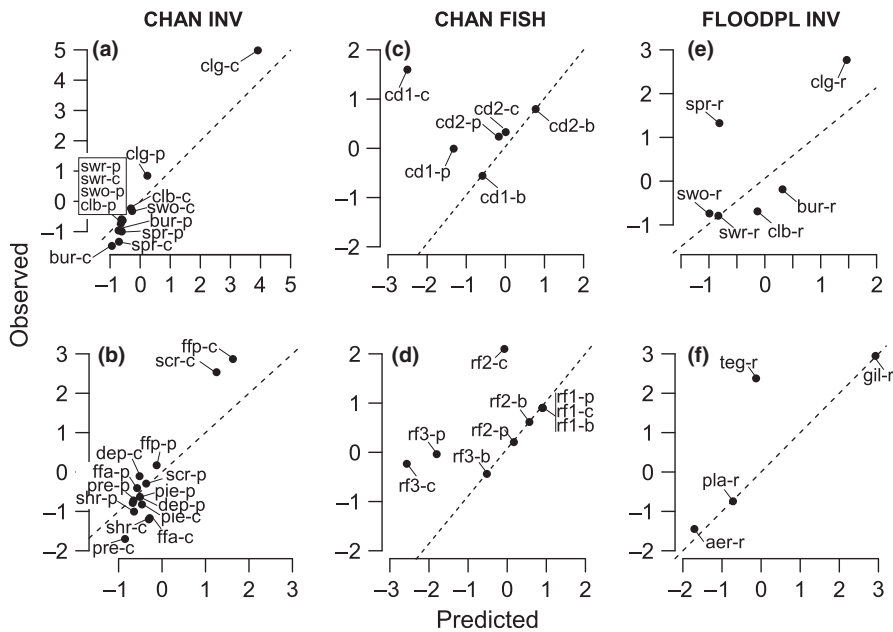 CHAN INV
CHAN FISH
FLOODPL INV
Observed
(a)
5
4
3
2
1
0
−1
clg-c
clg-p
swr-p
swr-c
swo-p
clb-p
clb-c
swo-c
bur-p
spr-p
spr-c
bur-c
−1 0 1 2 3 4 5
(c)
2
1
0
−1
−2
cd1-c
cd2-c
cd2-p
cd2-b
cd1-p
cd1-b
−3 −2 −1 0 1 2
(e)
3
2
1
0
−1
clg-r
spr-r
swo-r
bur-r
swr-r
clb-r
−1 0 1 2
(b)
3
2
1
0
−1
−2
ffp-c
scr-c
dep-c
ffp-p
ffa-p
scr-p
pre-p
pie-p
shr-p
dep-p
pie-c
shr-c
ffa-c
pre-c
−1 0 1 2 3
(d)
2
1
0
−1
−2
rf2-c
rf1-p
rf2-b
rf1-c
rf1-b
rf3-p
rf2-p
rf3-b
rf3-c
−3 −2 −1 0 1 2
(f)
3
2
1
0
−1
−2
teg-r
gil-r
pla-r
aer-r
−2 −1 0 1 2 3
Predicted